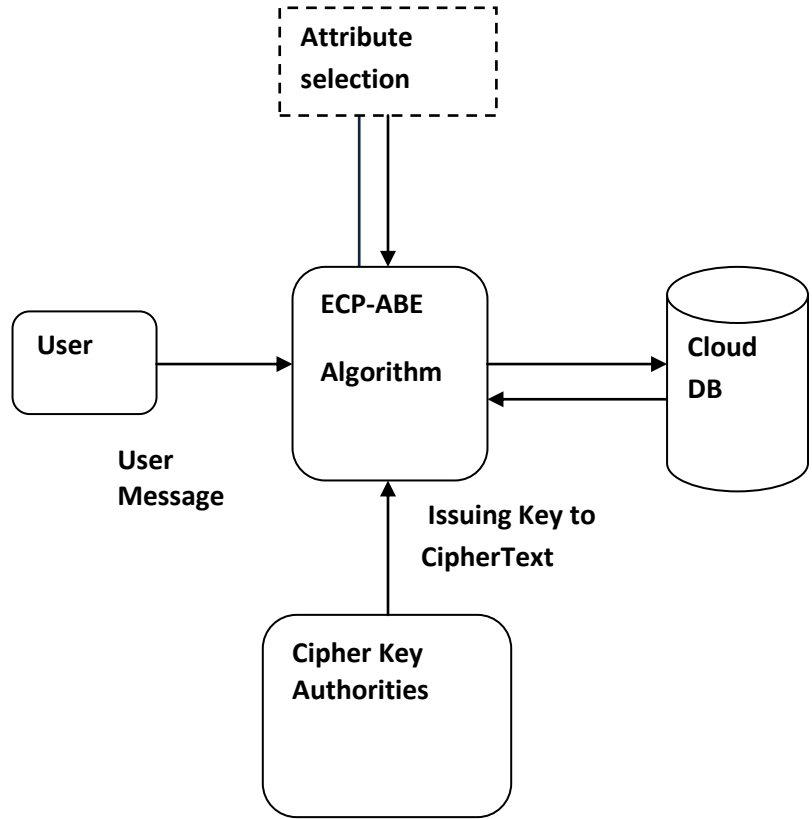 Attribute
selection
ECP-ABE
Algorithm
User
Cloud
DB
User
Message
Issuing Key to
CipherText
Cipher Key
Authorities